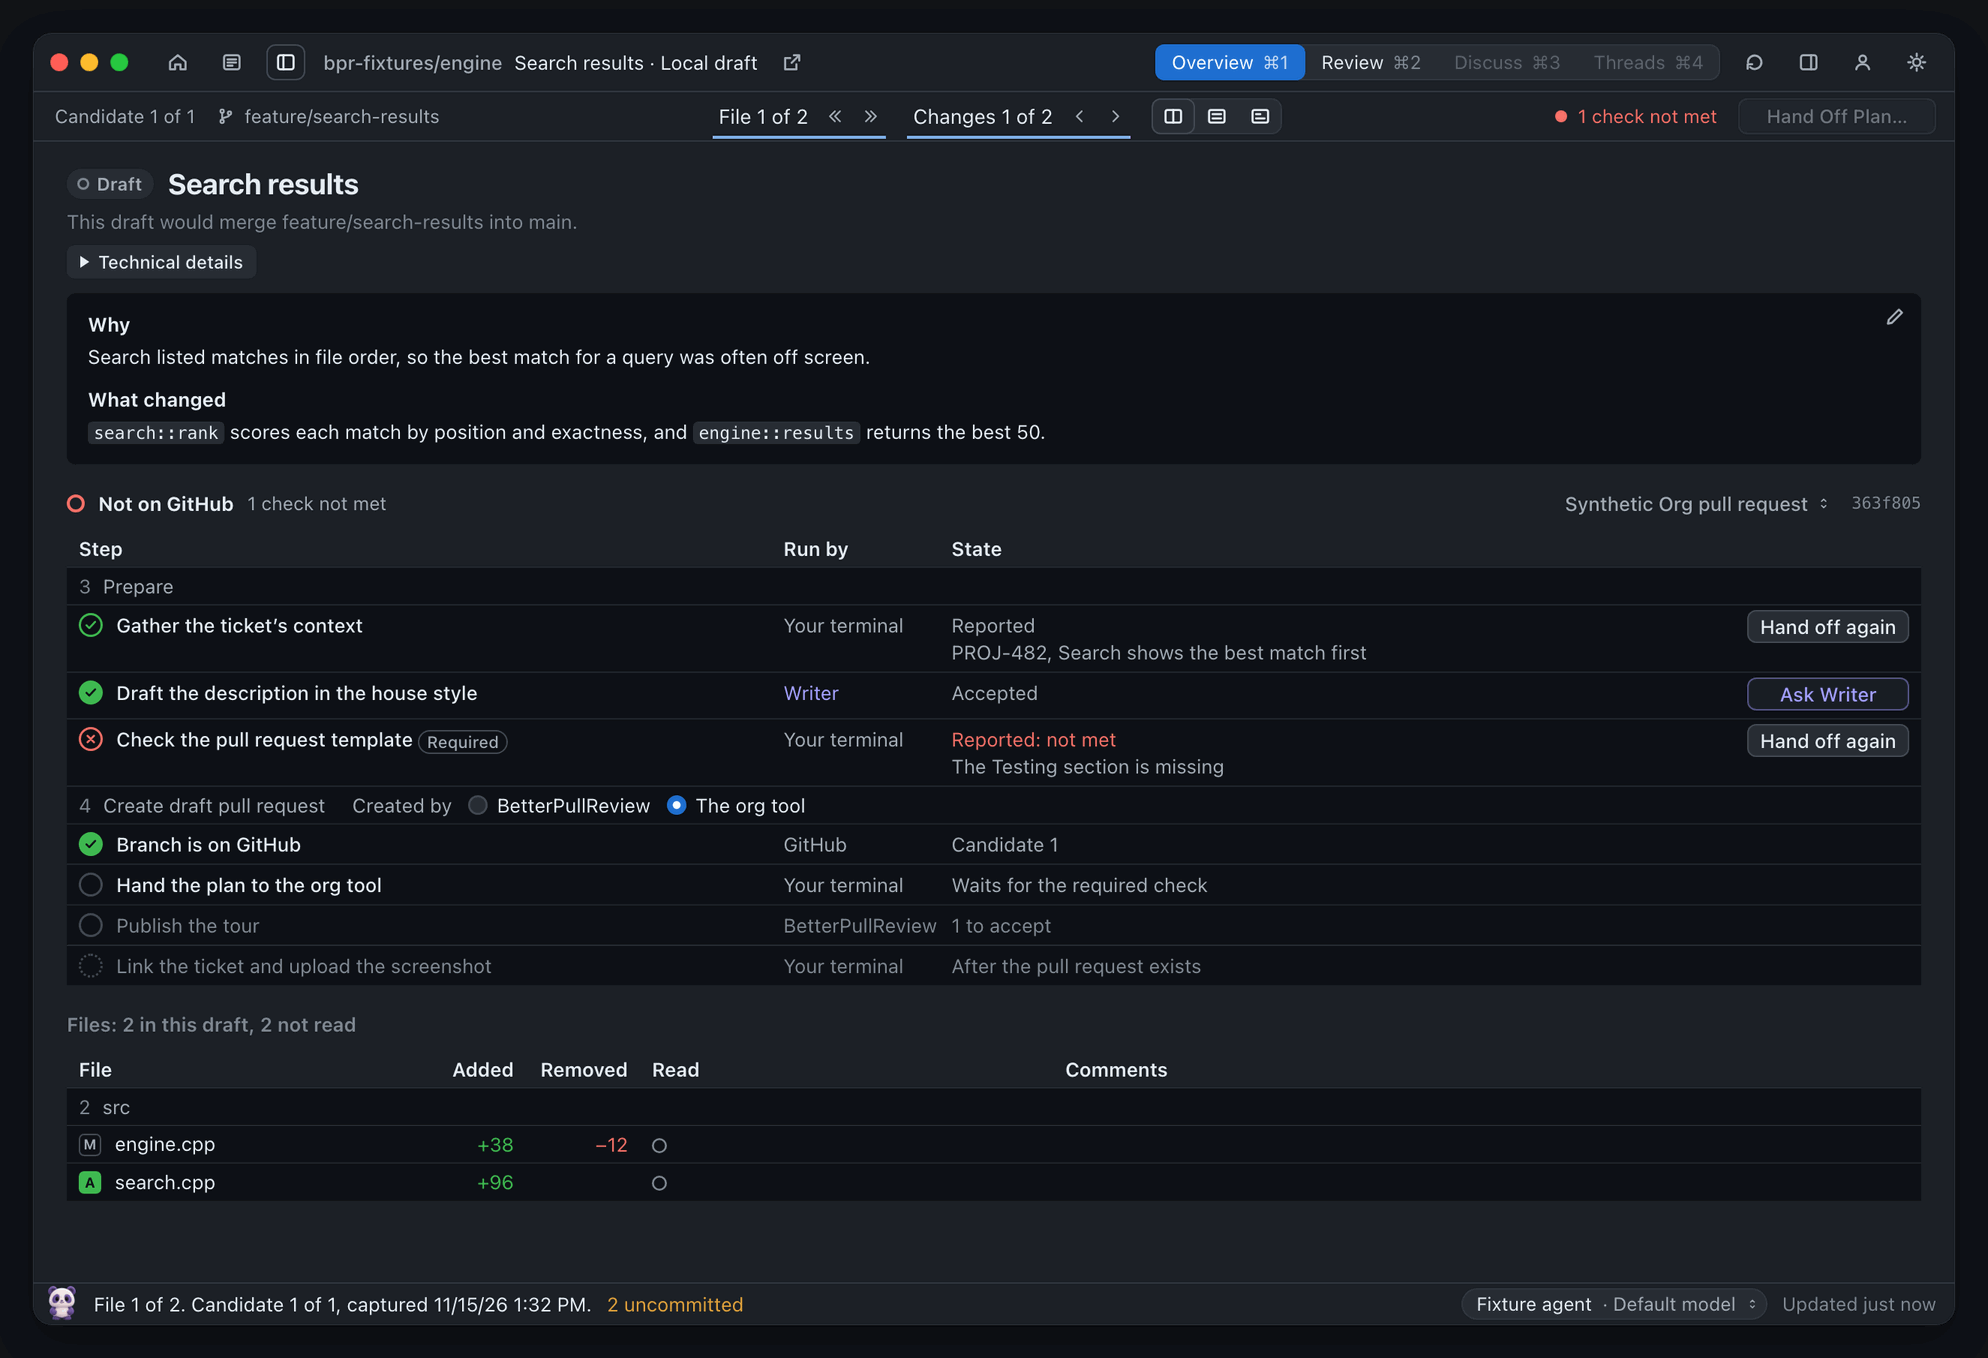 bpr-fixtures/engine Search results · Local draft Overview ⌘1 Review ⌘2 Discuss ⌘3 Threads ⌘4
Candidate 1 of 1 feature/search-results File 1 of 2 Changes 1 of 2 1 check not met Hand Off Plan...
Draft Search results
This draft would merge feature/search-results into main.
Technical details
Why
Search listed matches in file order, so the best match for a query was often off screen.
What changed
search::rank scores each match by position and exactness, and engine::results returns the best 50.
Not on GitHub 1 check not met Synthetic Org pull request 363f805
Step Run by State
3 Prepare
Gather the ticket’s context Your terminal Reported Hand off again
PROJ-482, Search shows the best match first
Draft the description in the house style Writer Accepted Ask Writer
Check the pull request template Required Your terminal Reported: not met Hand off again
The Testing section is missing
4 Create draft pull request Created by BetterPullReview The org tool
Branch is on GitHub GitHub Candidate 1
Hand the plan to the org tool Your terminal Waits for the required check
Publish the tour BetterPullReview 1 to accept
Link the ticket and upload the screenshot Your terminal After the pull request exists
Files: 2 in this draft, 2 not read
File Added Removed Read Comments
2 src
M engine.cpp +38 −12
A search.cpp +96
File 1 of 2. Candidate 1 of 1, captured 11/15/26 1:32 PM. 2 uncommitted Fixture agent · Default model Updated just now